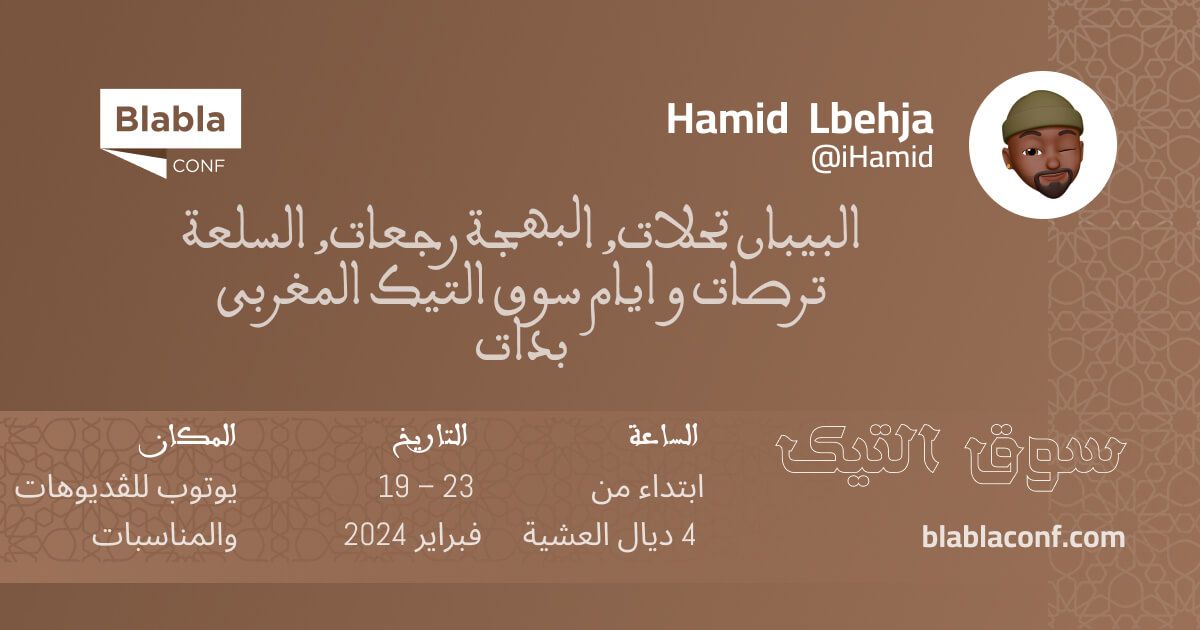 Blabla
CONF
Hamid Lbehja
@iHamid
البيبان تحلات, البهجة رجعات, السلعة
ترصات و ايام سوق التيك المغربي
بدات
سوق التيك
blablaconf.com
الساعة
ابتداء من
4 ديال العشية
التاريخ
19 – 23
فبراير 2024
المكان
يوتوب للڤديوهات
والمناسبات